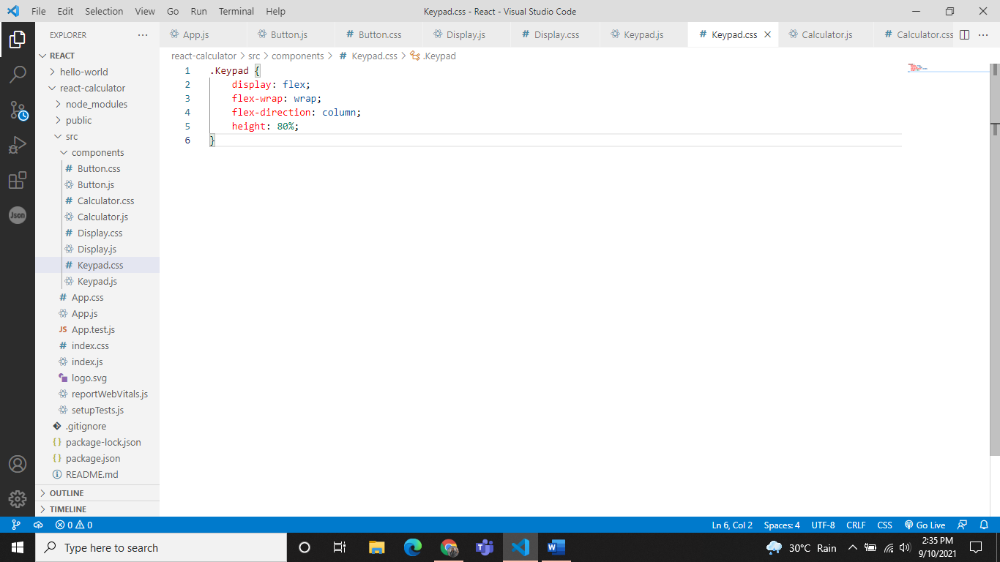 File Edit Selection View Go Run Terminal Help Keypad.css - React - Visual Studio Code
EXPLORER
App.js Button.js Button.css Display.js Display.css Keypad.js Keypad.css Calculator.js Calculator.css
REACT
react-calculator > src > components > Keypad.css > .Keypad
hello-world
react-calculator
node_modules
public
src
components
Button.css
Button.js
Calculator.css
Calculator.js
Display.css
Display.js
Keypad.css
Keypad.js
App.css
App.js
JS App.test.js
index.css
index.js
logo.svg
reportWebVitals.js
setupTests.js
.gitignore
package-lock.json
package.json
README.md
OUTLINE
TIMELINE
1 .Keypad {
2 display: flex;
3 flex-wrap: wrap;
4 flex-direction: column;
5 height: 80%;
6 }
Json
0 0 Ln 6, Col 2 Spaces: 4 UTF-8 CRLF CSS Go Live
Type here to search
30°C Rain
2:35 PM
9/10/2021